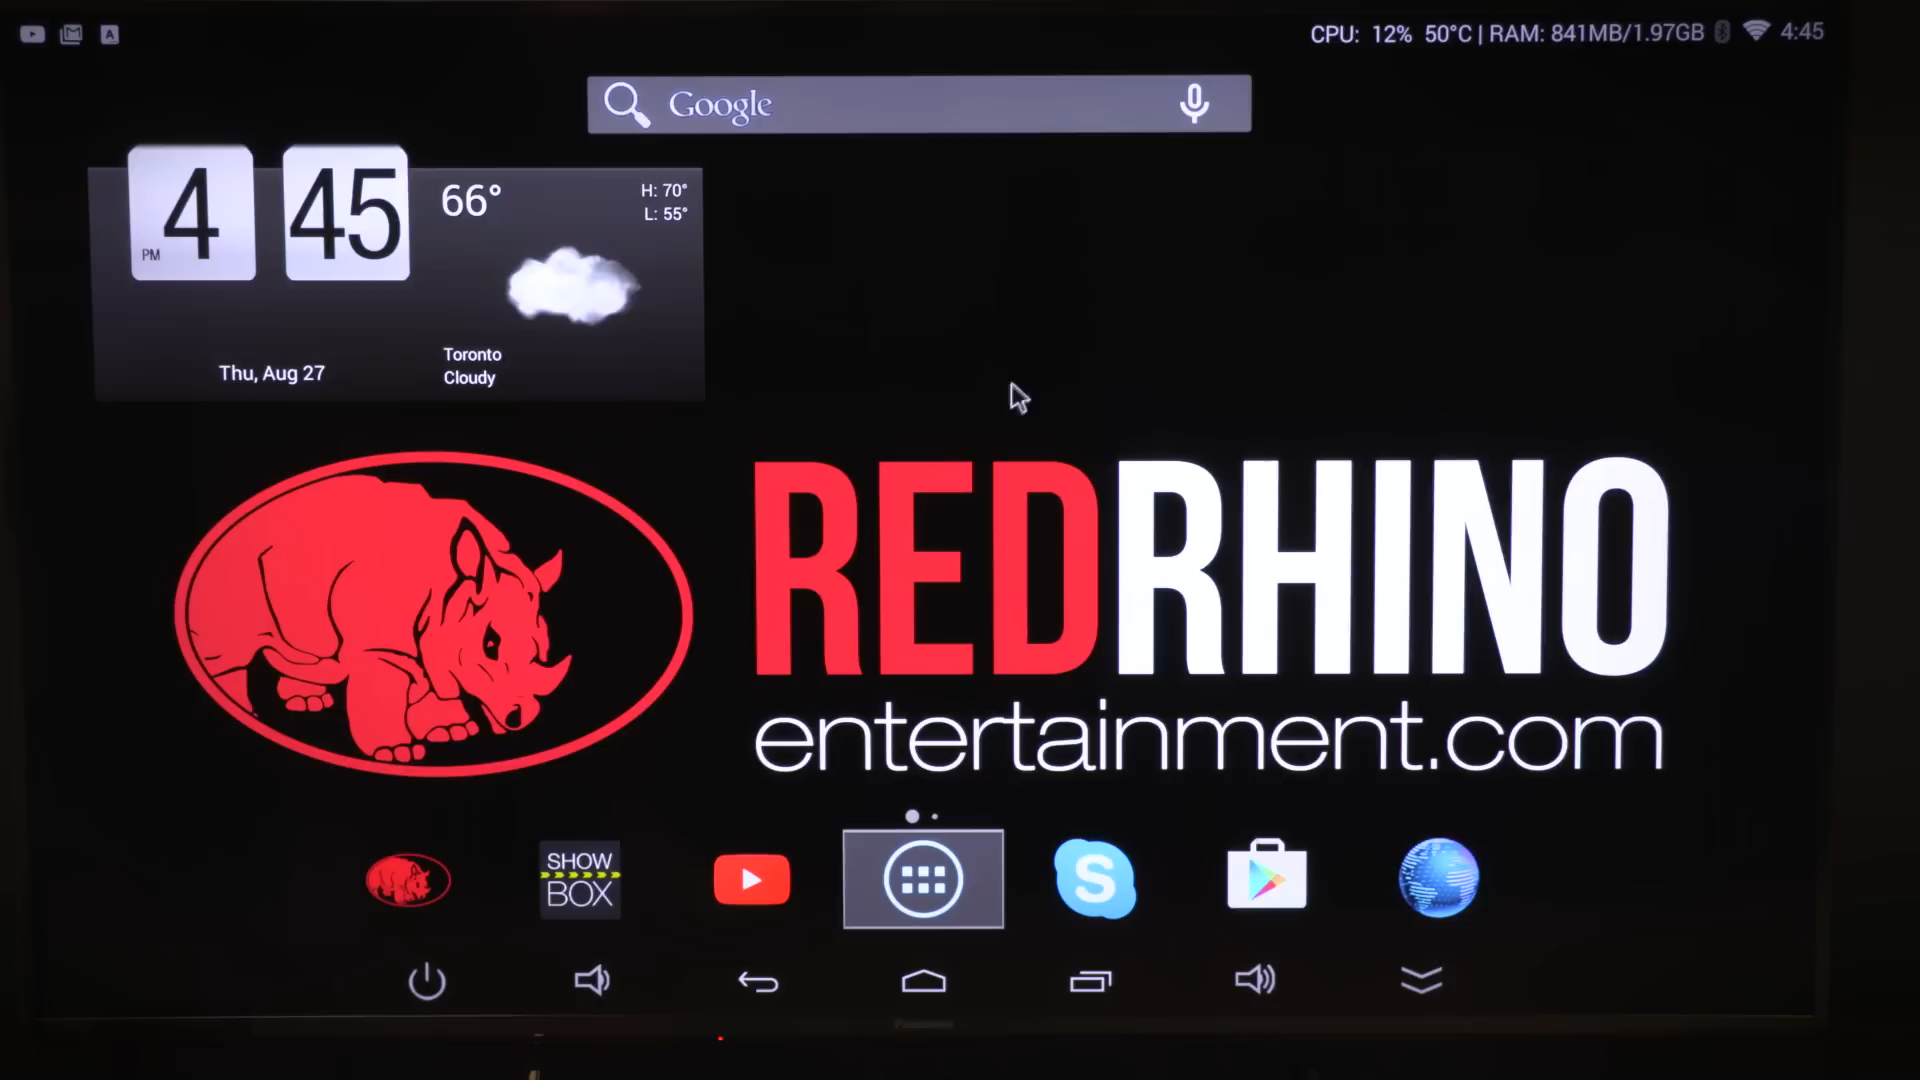 CPU: 12% 50°C | RAM: 841MB/1.97GB 4:45
Google
4 45
PM
66°
H: 70°
L: 55°
Toronto
Cloudy
Thu, Aug 27
REDRHINO
entertainment.com
SHOW
BOX
S